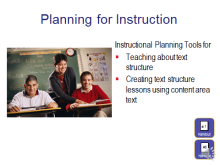 Planning for Instruction
Instructional Planning Tools for
Teaching about text
structure
Creating text structure
lessons using content area
text